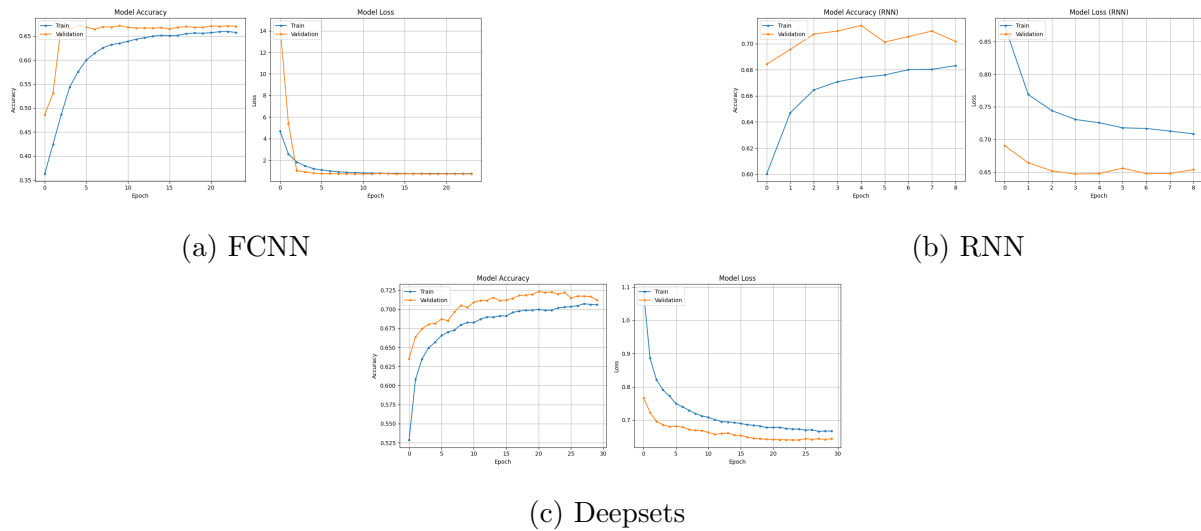 Model Accuracy
Train
Validation
0.65
0.60
0.55
0.50
0.45
0.40
0.35
Accuracy
0
5
10
15
20
Epoch
Model Loss
Train
Validation
14
12
10
8
6
4
2
Loss
0
5
10
15
20
Epoch
(a) FCNN
Model Accuracy (RNN)
Train
Validation
0.70
0.68
0.66
0.64
0.62
0.60
Accuracy
0 1 2 3 4 5 6 7 8
Epoch
Model Loss (RNN)
Train
Validation
0.85
0.80
0.75
0.70
0.65
Loss
0 1 2 3 4 5 6 7 8
Epoch
(b) RNN
Model Accuracy
Train
Validation
0.725
0.700
0.675
0.650
0.625
0.600
0.575
0.550
0.525
Accuracy
0 5 10 15 20 25 30
Epoch
Model Loss
Train
Validation
1.1
1.0
0.9
0.8
0.7
Loss
0 5 10 15 20 25 30
Epoch
(c) Deepsets